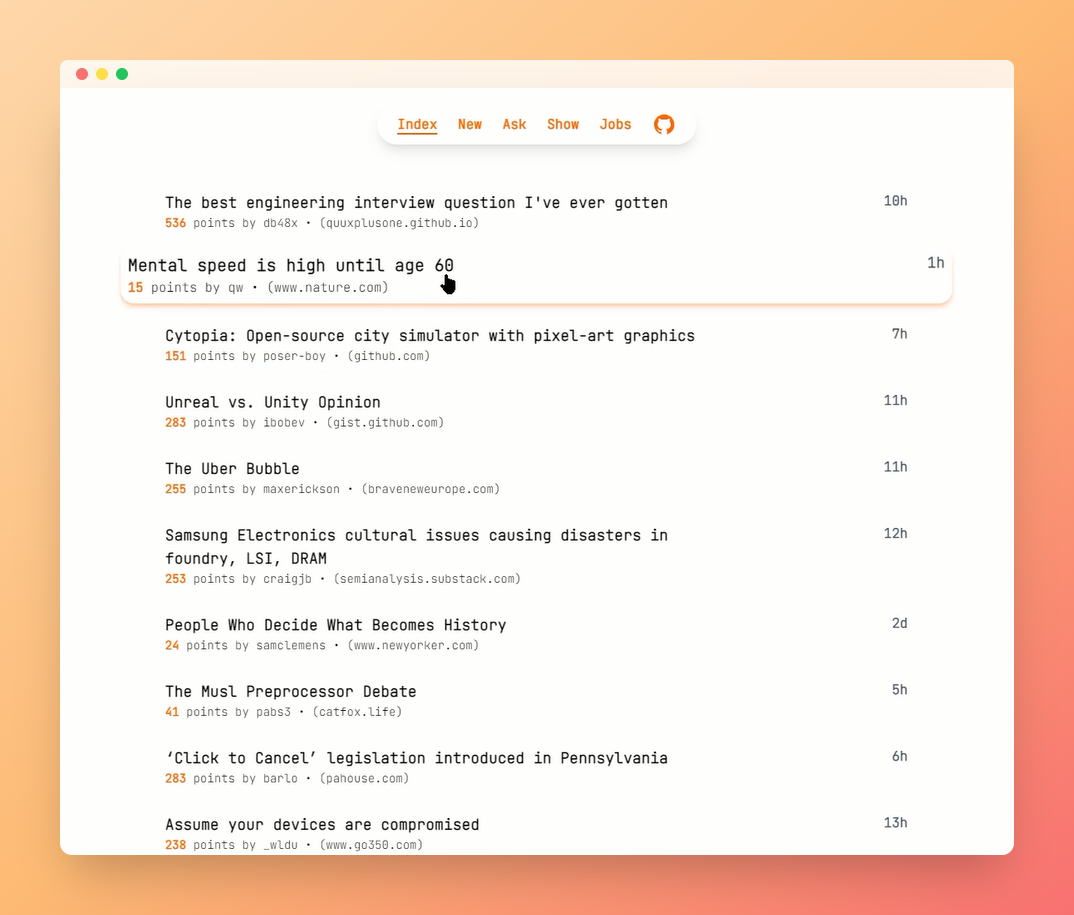 Index New Ask Show Jobs
The best engineering interview question I've ever gotten 10h
536 points by db48x • (quuxplusone.github.io)
Mental speed is high until age 60 1h
15 points by qw • (www.nature.com)
Cytopia: Open-source city simulator with pixel-art graphics 7h
151 points by poser-boy • (github.com)
Unreal vs. Unity Opinion 11h
283 points by ibobev • (gist.github.com)
The Uber Bubble 11h
255 points by maxerickson • (braveneweurope.com)
Samsung Electronics cultural issues causing disasters in 12h
foundry, LSI, DRAM
253 points by craigjb • (semianalysis.substack.com)
People Who Decide What Becomes History 2d
24 points by samclemens • (www.newyorker.com)
The Musl Preprocessor Debate 5h
41 points by pabs3 • (catfox.life)
‘Click to Cancel’ legislation introduced in Pennsylvania 6h
283 points by barlo • (pahouse.com)
Assume your devices are compromised 13h
238 points by _wldu • (www.go350.com)